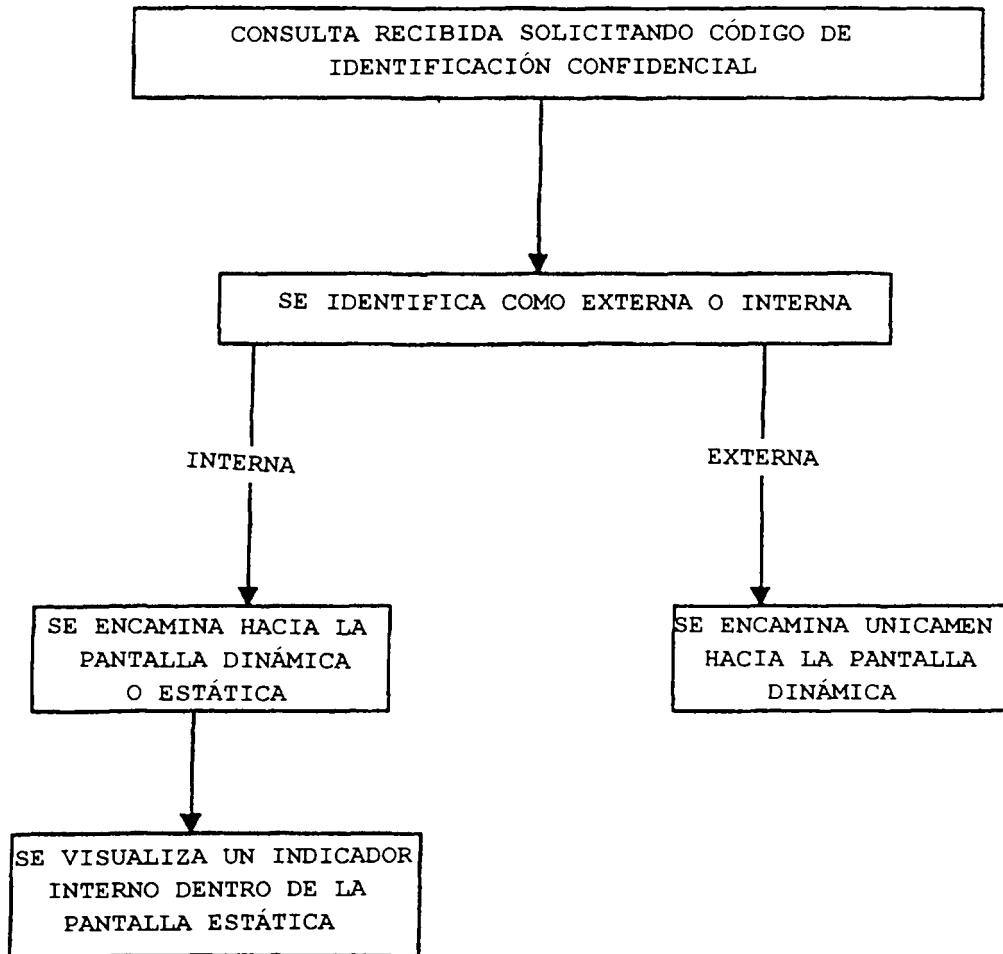 CONSULTA RECIBIDA SOLICITANDO CÓDIGO DE
IDENTIFICACIÓN CONFIDENCIAL
SE IDENTIFICA COMO EXTERNA O INTERNA
INTERNA
EXTERNA
SE ENCAMINA HACIA LA
PANTALLA DINÁMICA
O ESTÁTICA
SE ENCAMINA UNICAMEN
HACIA LA PANTALLA
DINÁMICA
SE VISUALIZA UN INDICADOR
INTERNO DENTRO DE LA
PANTALLA ESTÁTICA